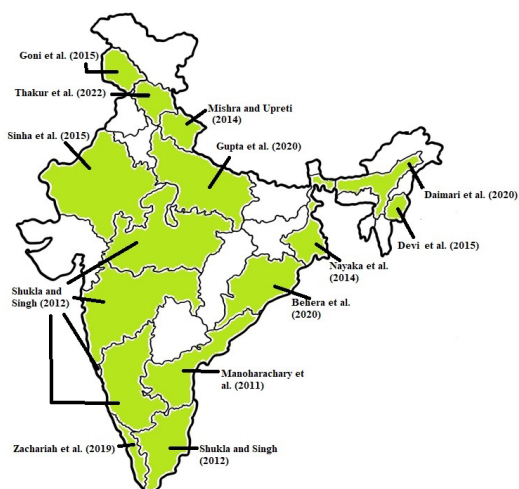 Goni et al. (2015)
Thakur et al. (2022)
Mishra and Upreti
(2014)
Sinha et al. (2015)
Gupta et al. (2020)
Daimari et al. (2020)
Devi et al. (2015)
Nayaka et al.
(2014)
Shukla and
Singh (2012)
Behera et al.
(2020)
Manoharachary et
al. (2011)
Zachariah et al. (2019)
Shukla and Singh
(2012)